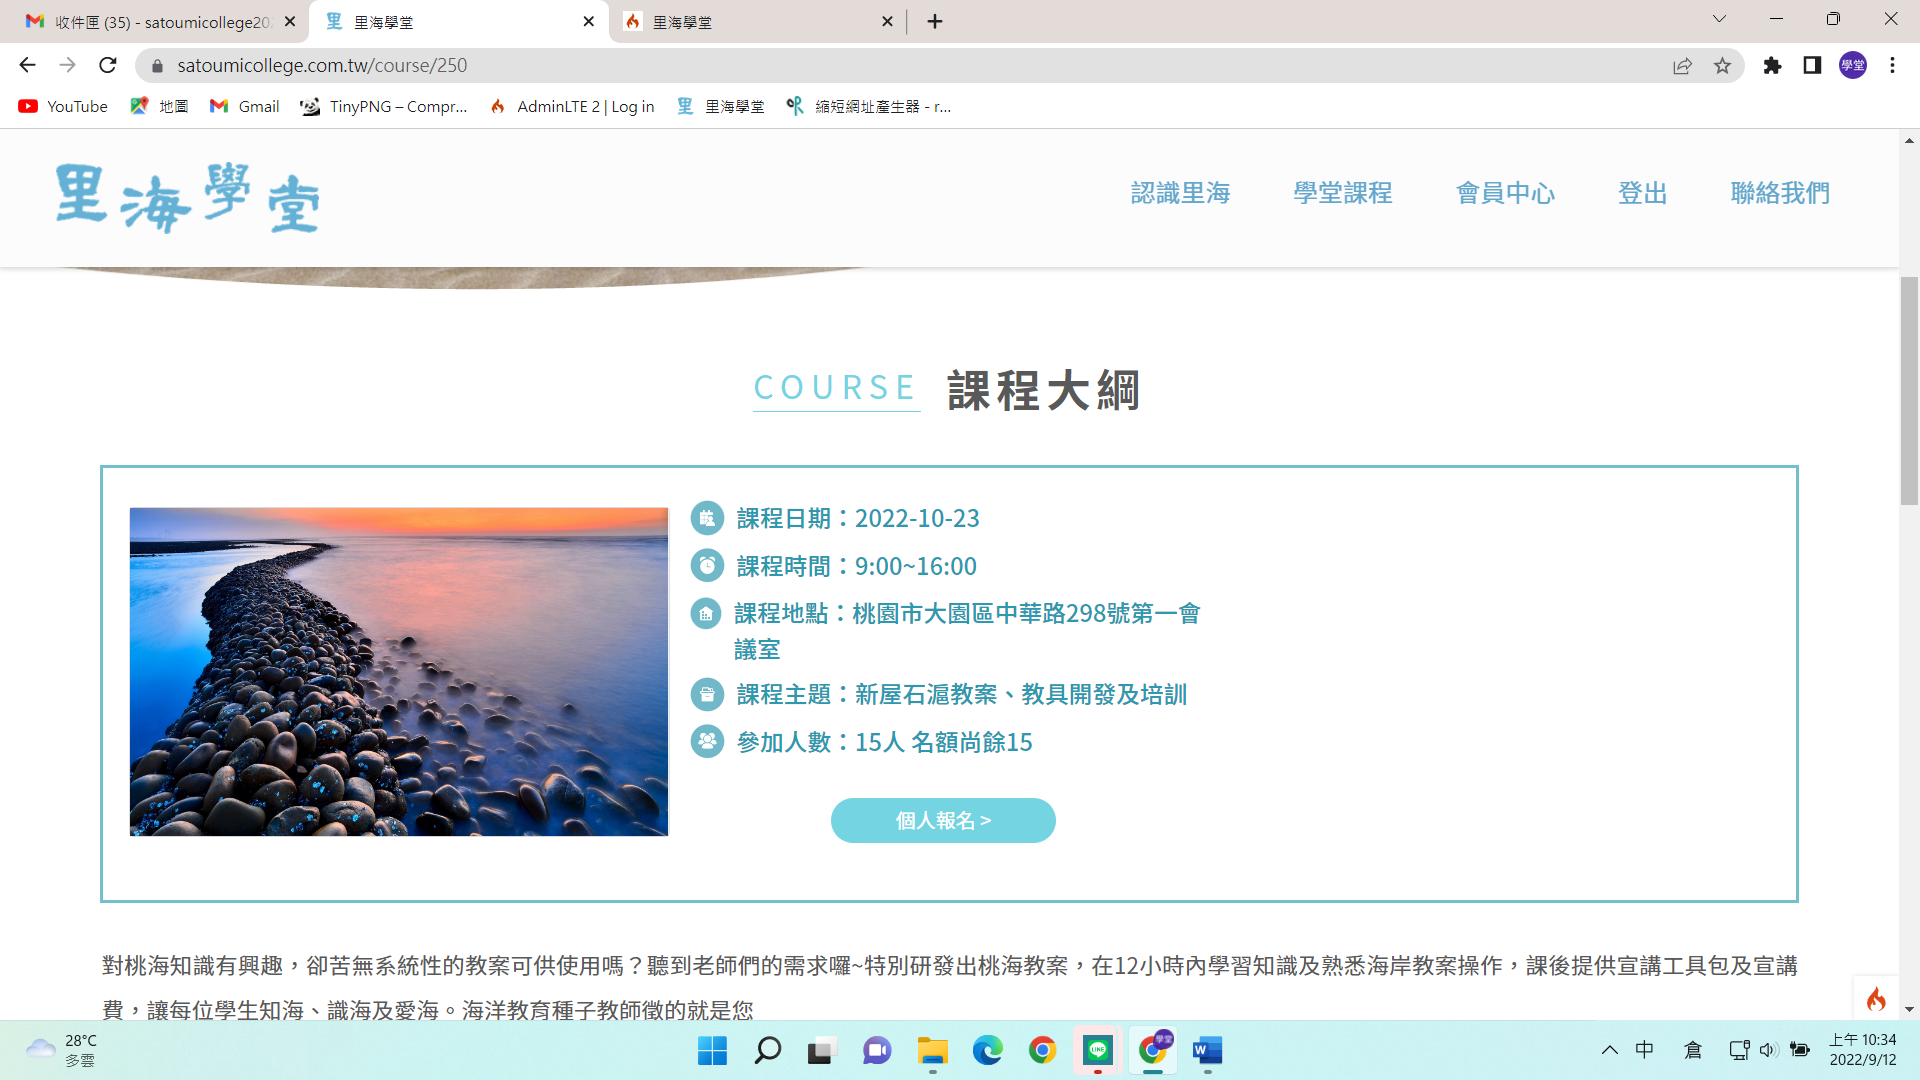 收件匣 (35) - satoumicollege20
里海學堂
里海學堂
satoumicollege.com.tw/course/250
學堂
YouTube
地圖
Gmail
TinyPNG – Compr...
AdminLTE 2 | Log in
里海學堂
縮短網址產生器 - r...
里海學堂
認識里海
學堂課程
會員中心
登出
聯絡我們
COURSE 課程大綱
課程日期：2022-10-23
課程時間：9:00~16:00
課程地點：桃園市大園區中華路298號第一會
議室
課程主題：新屋石滬教案、教具開發及培訓
參加人數：15人 名額尚餘15
個人報名 >
對桃海知識有興趣，卻苦無系統性的教案可供使用嗎？聽到老師們的需求囉~特別研發出桃海教案，在12小時內學習知識及熟悉海岸教案操作，課後提供宣講工具包及宣講
費，讓每位學生知海、識海及愛海。海洋教育種子教師徵的就是您
28°C
多雲
LINE
學堂
W
中
倉
上午 10:34
2022/9/12